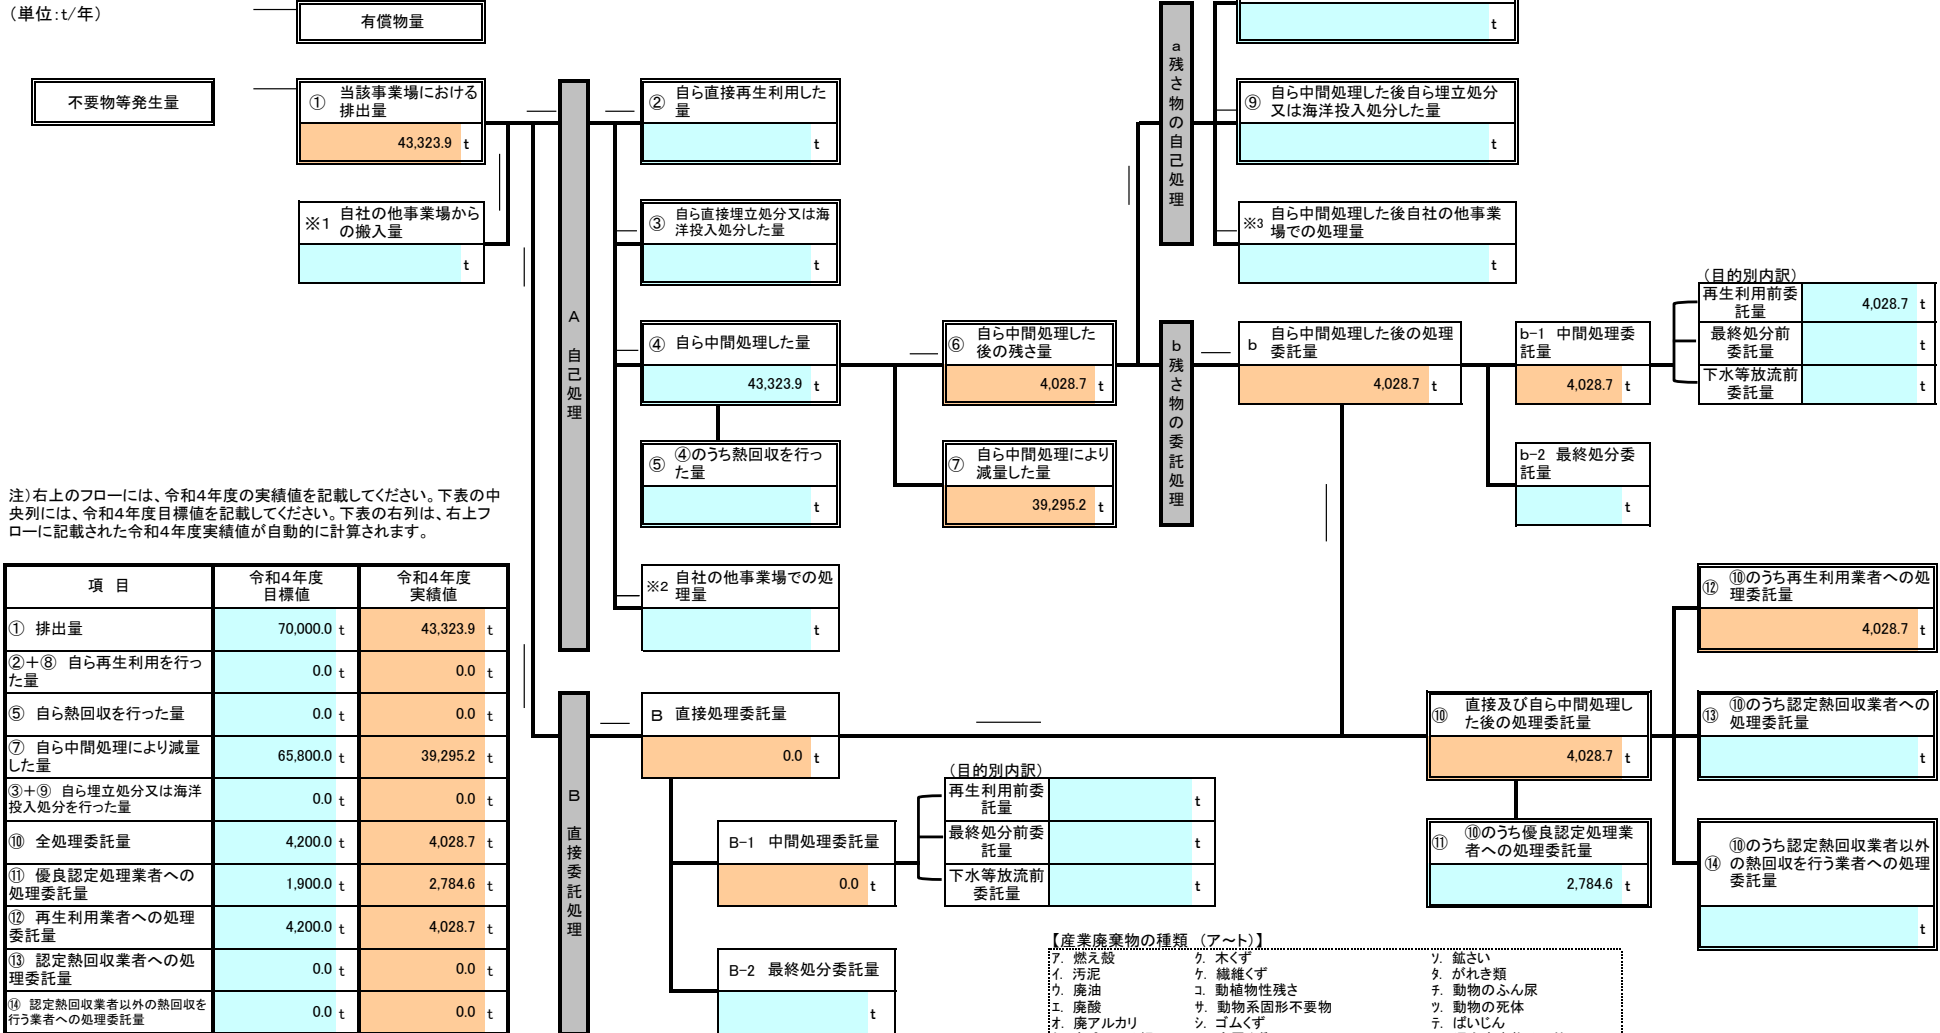 (単位:t/年)
有償物量
t
不要物等発生量
① 当該事業場における
排出量
43,323.9 t
② 自ら直接再生利用した
量
t
a
残さ物の自己処理
⑨ 自ら中間処理した後自ら埋立処分
又は海洋投入処分した量
t
※1 自社の他事業場から
の搬入量
t
③ 自ら直接埋立処分又は海
洋投入処分した量
t
※3 自ら中間処理した後自社の他事業
場での処理量
t
A 自己処理
④ 自ら中間処理した量
43,323.9 t
⑥ 自ら中間処理した
後の残さ量
4,028.7 t
b
残さ物の委託処理
b 自ら中間処理した後の処理
委託量
4,028.7 t
b-1 中間処理委
託量
4,028.7 t
(目的別内訳)
再生利用前委
託量
4,028.7 t
最終処分前
委託量
t
下水等放流前
委託量
t
⑤ ④のうち熱回収を行っ
た量
t
⑦ 自ら中間処理により
減量した量
39,295.2 t
b-2 最終処分委
託量
t
注)右上のフローには、令和4年度の実績値を記載してください。下表の中
央列には、令和4年度目標値を記載してください。下表の右列は、右上フ
ローに記載された令和4年度実績値が自動的に計算されます。
※2 自社の他事業場での処
理量
t
項 目
令和4年度
目標値
令和4年度
実績値
① 排出量
70,000.0 t
43,323.9 t
②+⑧ 自ら再生利用を行っ
た量
0.0 t
0.0 t
⑤ 自ら熱回収を行った量
0.0 t
0.0 t
⑦ 自ら中間処理により減量
した量
65,800.0 t
39,295.2 t
③+⑨ 自ら埋立処分又は海洋
投入処分を行った量
0.0 t
0.0 t
⑩ 全処理委託量
4,200.0 t
4,028.7 t
⑪ 優良認定処理業者への
処理委託量
1,900.0 t
2,784.6 t
⑫ 再生利用業者への処理
委託量
4,200.0 t
4,028.7 t
⑬ 認定熱回収業者への処
理委託量
0.0 t
0.0 t
⑭ 認定熱回収業者以外の熱回収を
行う業者への処理委託量
0.0 t
0.0 t
B 直接委託処理
B 直接処理委託量
0.0 t
B-1 中間処理委託量
0.0 t
(目的別内訳)
再生利用前委
託量
t
最終処分前委
託量
t
下水等放流前
委託量
t
B-2 最終処分委託量
t
⑩ 直接及び自ら中間処理し
た後の処理委託量
4,028.7 t
⑪ ⑩のうち優良認定処理業
者への処理委託量
2,784.6 t
⑫ ⑩のうち再生利用業者への処
理委託量
4,028.7 t
⑬ ⑩のうち認定熱回収業者への
処理委託量
t
⑭ ⑩のうち認定熱回収業者以外
の熱回収を行う業者への処理
委託量
t
【産業廃棄物の種類 (ア~ト)】
ア. 燃え殻 ク. 木くず ソ. 鉱さい
イ. 汚泥 ケ. 繊維くず タ. がれき類
ウ. 廃油 コ. 動植物性残さ チ. 動物のふん尿
エ. 廃酸 サ. 動物系固形不要物 ツ. 動物の死体
オ. 廃アルカリ シ. ゴムくず テ. ばいじん